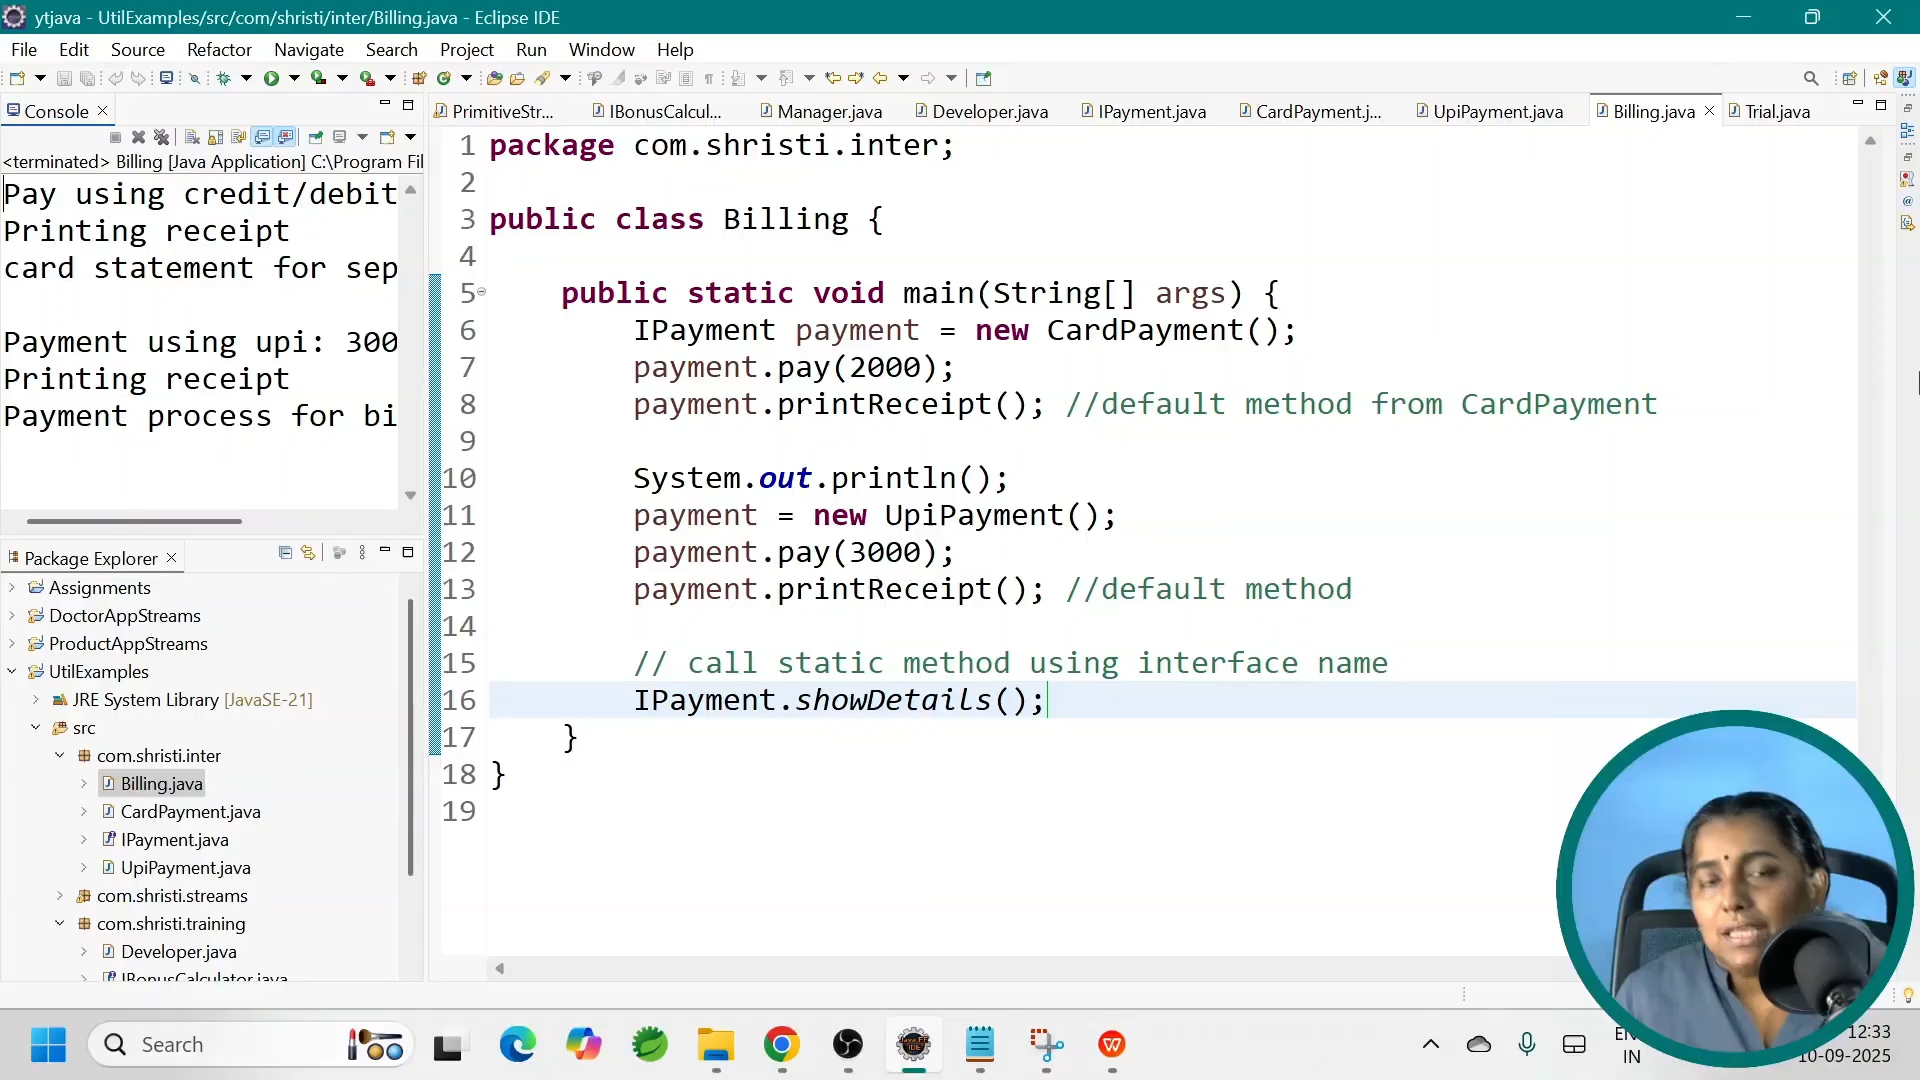 ytjava - UtilExamples/src/com/shristi/inter/Billing.java - Eclipse IDE
File Edit Source Refactor Navigate Search Project Run Window Help
Console
<terminated> Billing [Java Application] C:\Program Fil
Pay using credit/debit
Printing receipt
card statement for sep
Payment using upi: 300
Printing receipt
Payment process for bi
Package Explorer
Assignments
DoctorAppStreams
ProductAppStreams
UtilExamples
JRE System Library [JavaSE-21]
src
com.shristi.inter
Billing.java
CardPayment.java
IPayment.java
UpiPayment.java
com.shristi.streams
com.shristi.training
Developer.java
IBonusCalculator.java
PrimitiveStr... IBonusCalcul... Manager.java Developer.java IPayment.java CardPayment.j... UpiPayment.java Billing.java Trial.java
1 package com.shristi.inter;
2
3 public class Billing {
4
5 public static void main(String[] args) {
6 IPayment payment = new CardPayment();
7 payment.pay(2000);
8 payment.printReceipt(); //default method from CardPayment
9
10 System.out.println();
11 payment = new UpiPayment();
12 payment.pay(3000);
13 payment.printReceipt(); //default method
14
15 // call static method using interface name
16 IPayment.showDetails();
17 }
18 }
19
Search
IN
12:33
10-09-2025